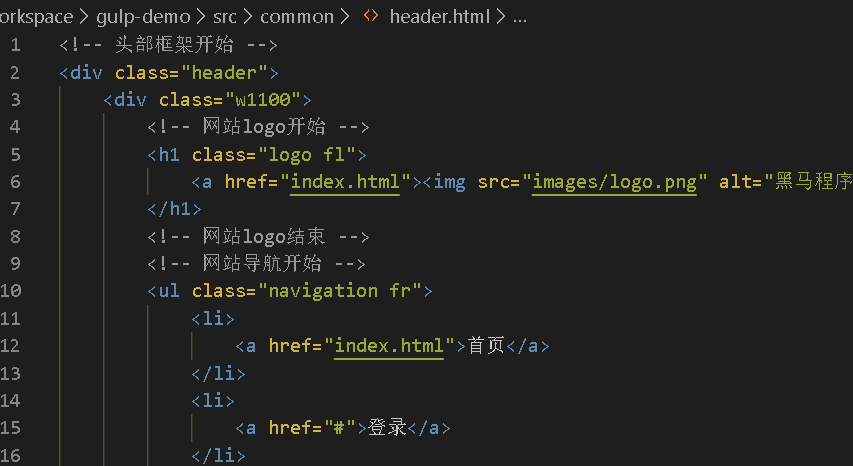 orkspace > gulp-demo > src > common > <> header.html > ...
1 <!-- 头部框架开始 -->
2 <div class="header">
3 <div class="w1100">
4 <!-- 网站logo开始 -->
5 <h1 class="logo fl">
6 <a href="index.html"><img src="images/logo.png" alt="黑马程序
7 </h1>
8 <!-- 网站logo结束 -->
9 <!-- 网站导航开始 -->
10 <ul class="navigation fr">
11 <li>
12 <a href="index.html">首页</a>
13 </li>
14 <li>
15 <a href="#">登录</a>
16 </li>